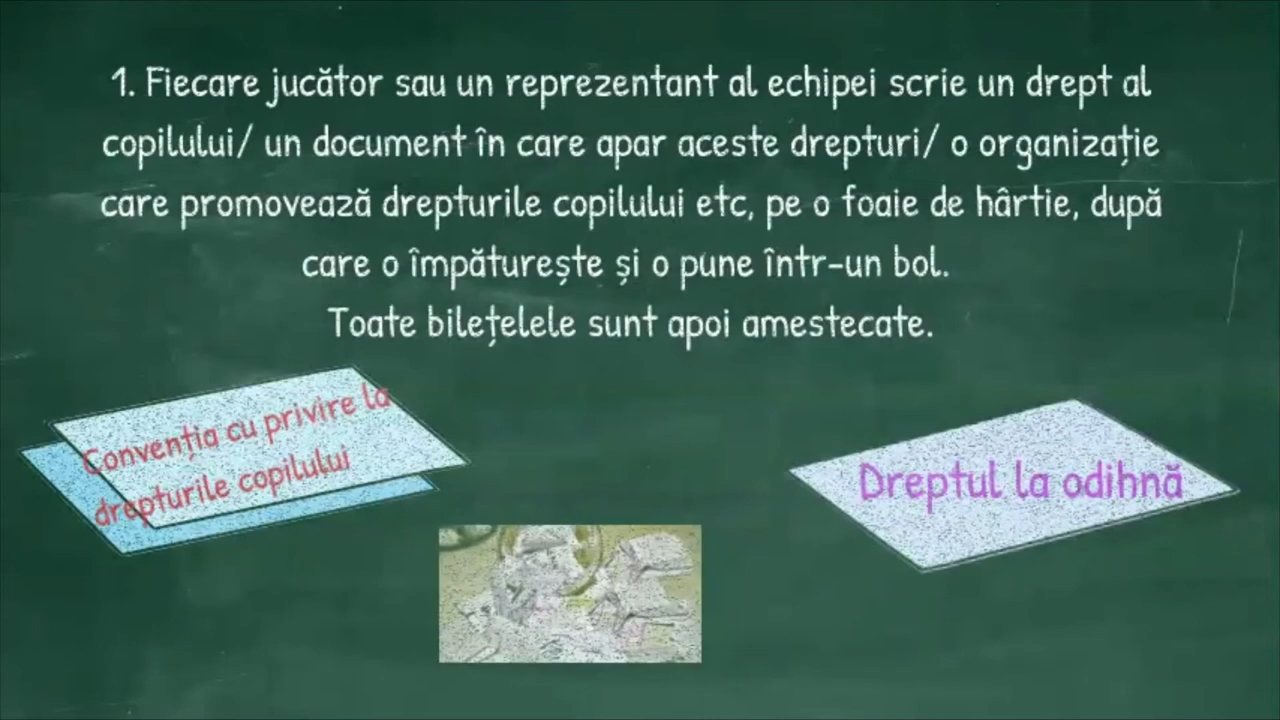 1. Fiecare jucător sau un reprezentant al echipei scrie un drept al
copilului/ un document în care apar aceste drepturi/ o organizație
care promovează drepturile copilului etc, pe o foaie de hârtie, după
care o împăturește și o pune într-un bol.
Toate bilețelele sunt apoi amestecate.
Convenția cu privire la
drepturile copilului
Dreptul la odihnă